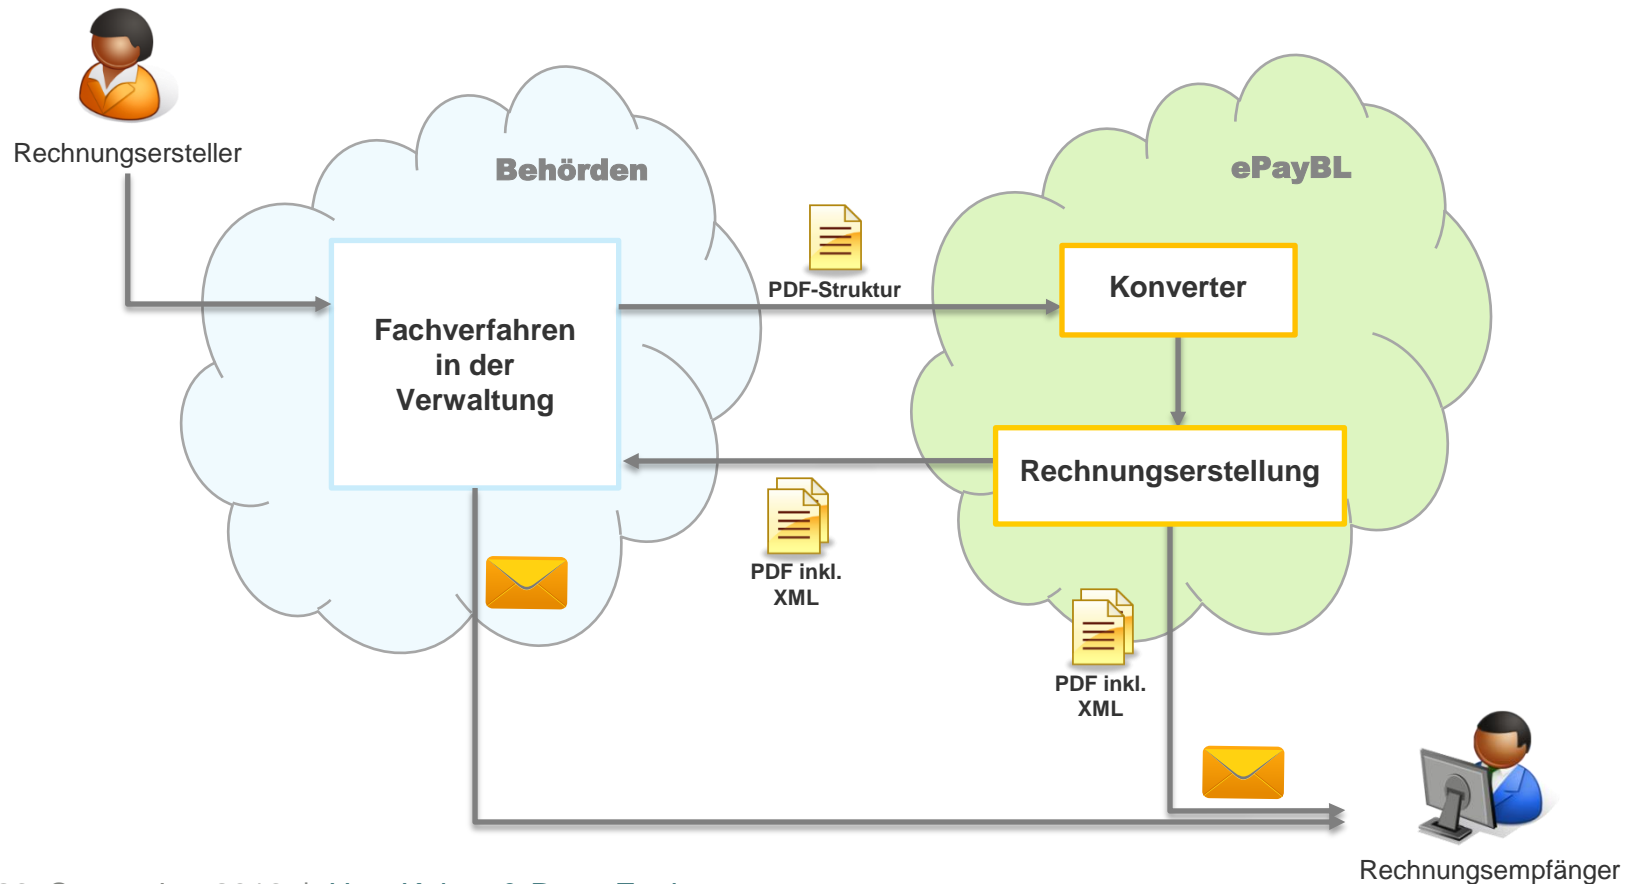 Rechnungsersteller
Behörden
ePayBL
PDF-Struktur
Konverter
Fachverfahren
in der
Verwaltung
Rechnungserstellung
PDF inkl.
XML
PDF inkl.
XML
Rechnungsempfänger